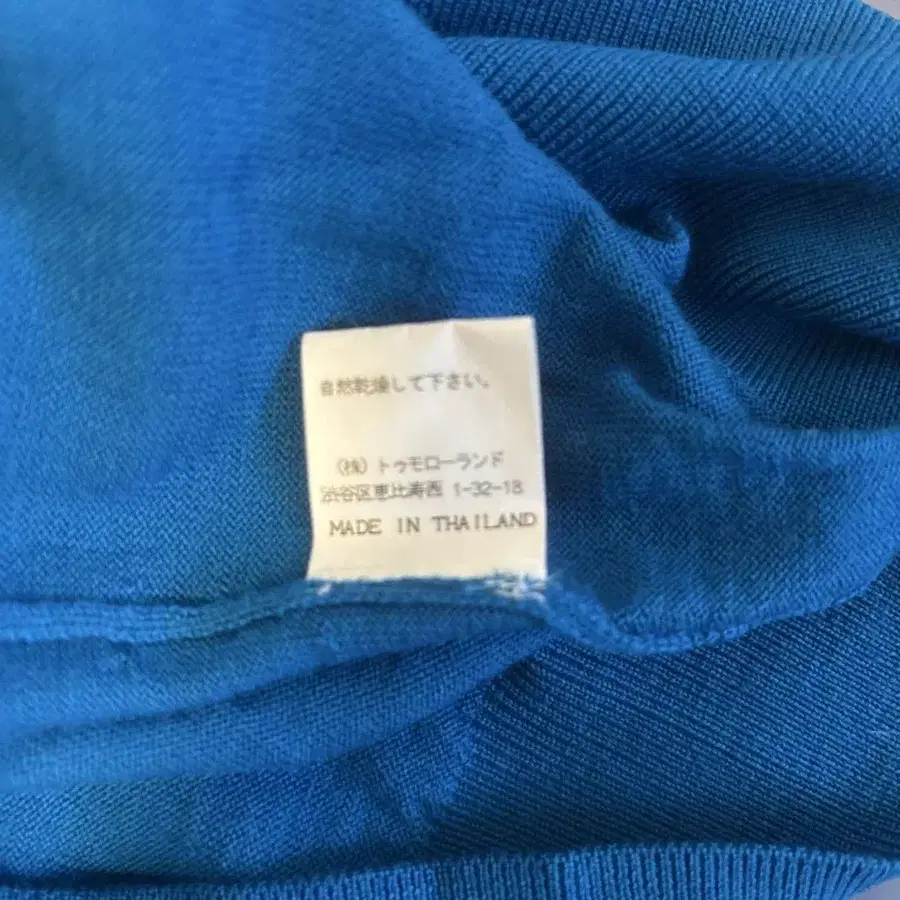 自然乾燥して下さい。
(株)トゥモローランド
渋谷区恵比寿西 1-32-18
MADE IN THAILAND